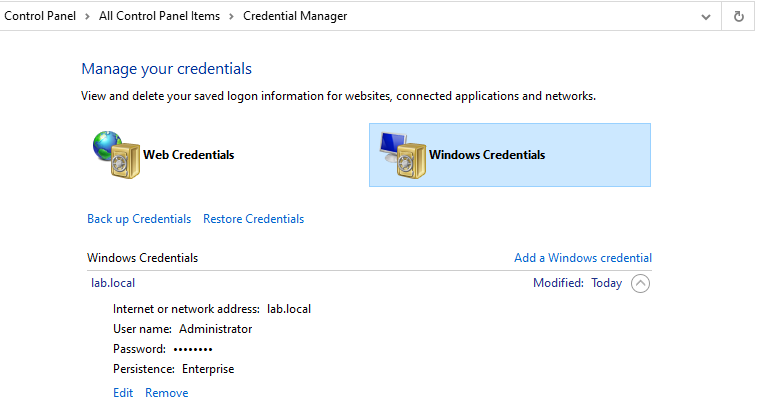 Control Panel > All Control Panel Items > Credential Manager
Manage your credentials
View and delete your saved logon information for websites, connected applications and networks.
Web Credentials
Windows Credentials
Back up Credentials Restore Credentials
Windows Credentials Add a Windows credential
lab.local Modified: Today
Internet or network address: lab.local
User name: Administrator
Password: ••••••••
Persistence: Enterprise
Edit Remove